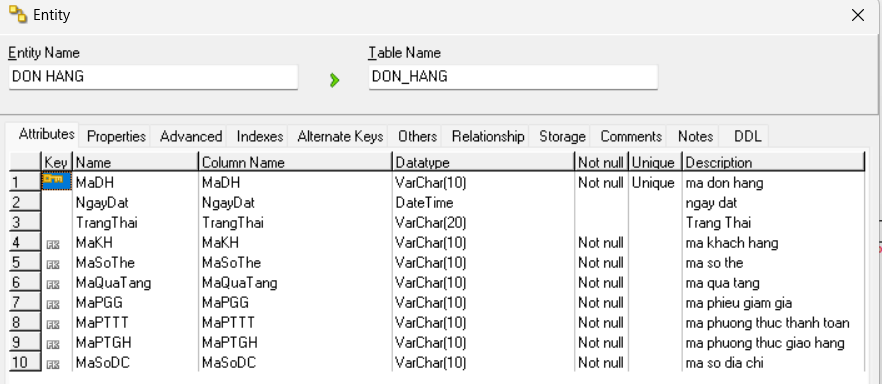 Entity
Entity Name
Table Name
DON HANG
DON_HANG
Attributes Properties Advanced Indexes Alternate Keys Others Relationship Storage Comments Notes DDL
Key Name Column Name Datatype Not null Unique Description
1 MaDH MaDH VarChar(10) Not null Unique ma don hang
2 NgayDat NgayDat DateTime ngay dat
3 TrangThai TrangThai VarChar(20) Trang Thai
4 FK MaKH MaKH VarChar(10) Not null ma khach hang
5 FK MaSoThe MaSoThe VarChar(10) Not null ma so the
6 FK MaQuaTang MaQuaTang VarChar(10) Not null ma qua tang
7 FK MaPGG MaPGG VarChar(10) Not null ma phieu giam gia
8 FK MaPTTT MaPTTT VarChar(10) Not null ma phuong thuc thanh toan
9 FK MaPTGH MaPTGH VarChar(10) Not null ma phuong thuc giao hang
10 FK MaSoDC MaSoDC VarChar(10) Not null ma so dia chi